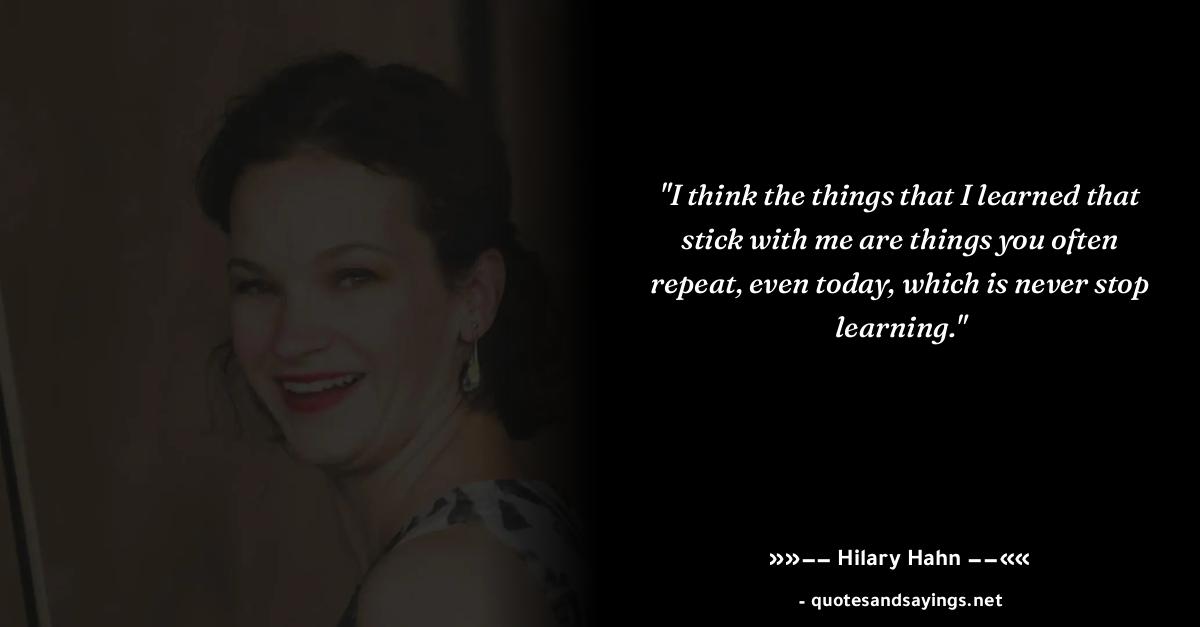 "I think the things that I learned that
stick with me are things you often
repeat, even today, which is never stop
learning."
»»−− Hilary Hahn −−««
- quotesandsayings.net